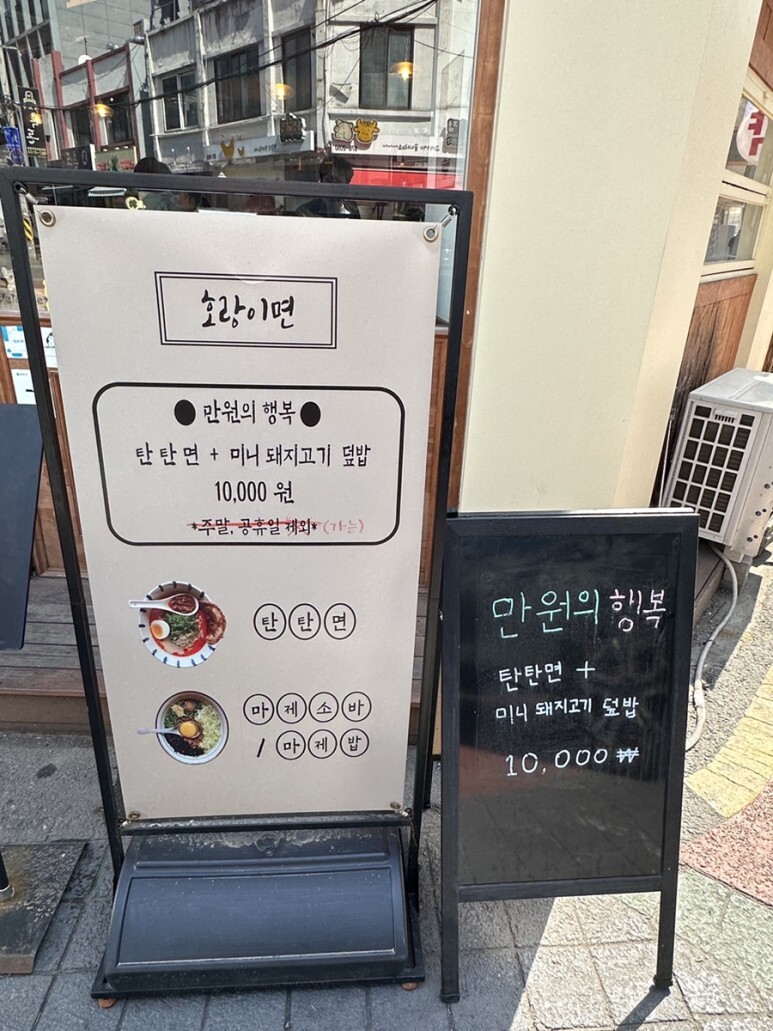 호랑이면
만원의 행복
탄탄면 + 미니 돼지고기 덮밥
10,000 원
*주말, 공휴일 제외* (가능)
탄탄면
마제소바
/ 마제밥
만원의 행복
탄탄면 +
미니 돼지고기 덮밥
10,000 ₩